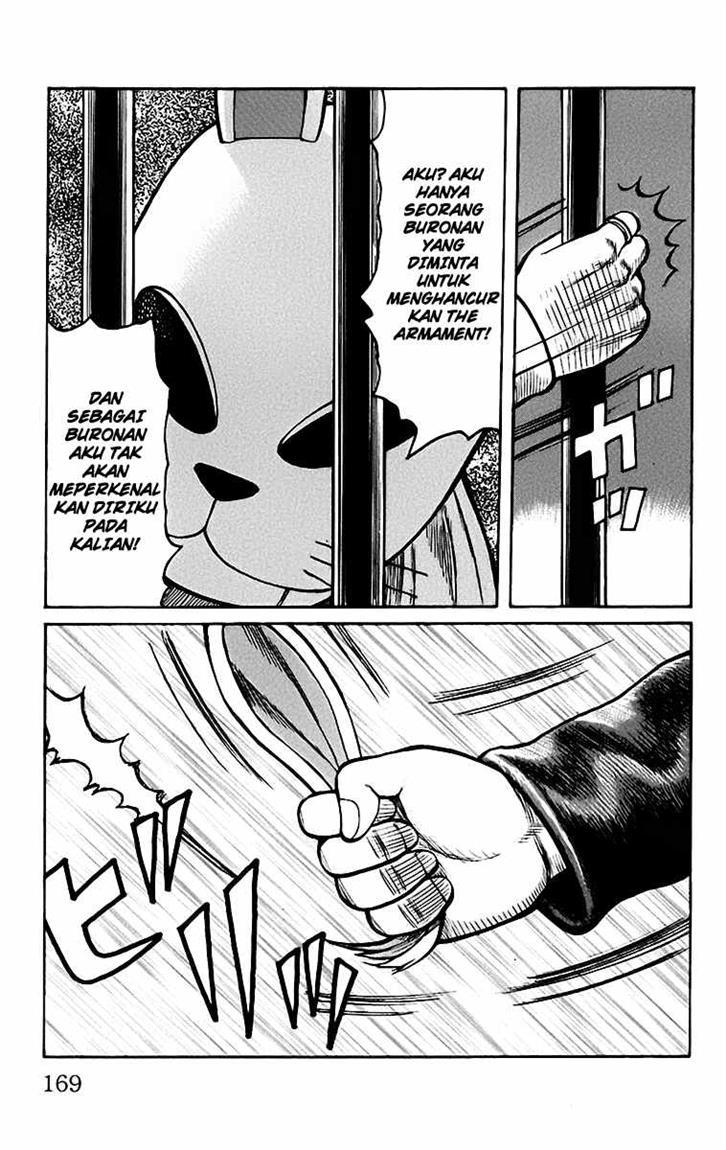 AKU? AKU
HANYA
SEORANG
BURONAN
YANG
DIMINTA
UNTUK
MENGHANCUR
KAN THE
ARMAMENT!
DAN
SEBAGAI
BURONAN
AKU TAK
AKAN
MEPERKENAL
KAN DIRIKU
PADA
KALIAN!
ガッ
ビリッ
169